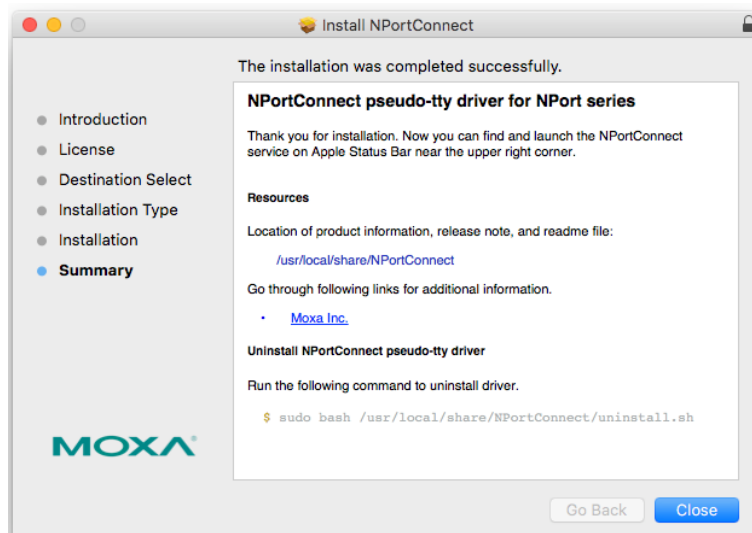 Install NPortConnect
The installation was completed successfully.
Introduction
License
Destination Select
Installation Type
Installation
Summary
NPortConnect pseudo-tty driver for NPort series
Thank you for installation. Now you can find and launch the NPortConnect
service on Apple Status Bar near the upper right corner.
Resources
Location of product information, release note, and readme file:
/usr/local/share/NPortConnect
Go through following links for additional information.
• Moxa Inc.
Uninstall NPortConnect pseudo-tty driver
Run the following command to uninstall driver.
$ sudo bash /usr/local/share/NPortConnect/uninstall.sh
MOXA®
Go Back
Close